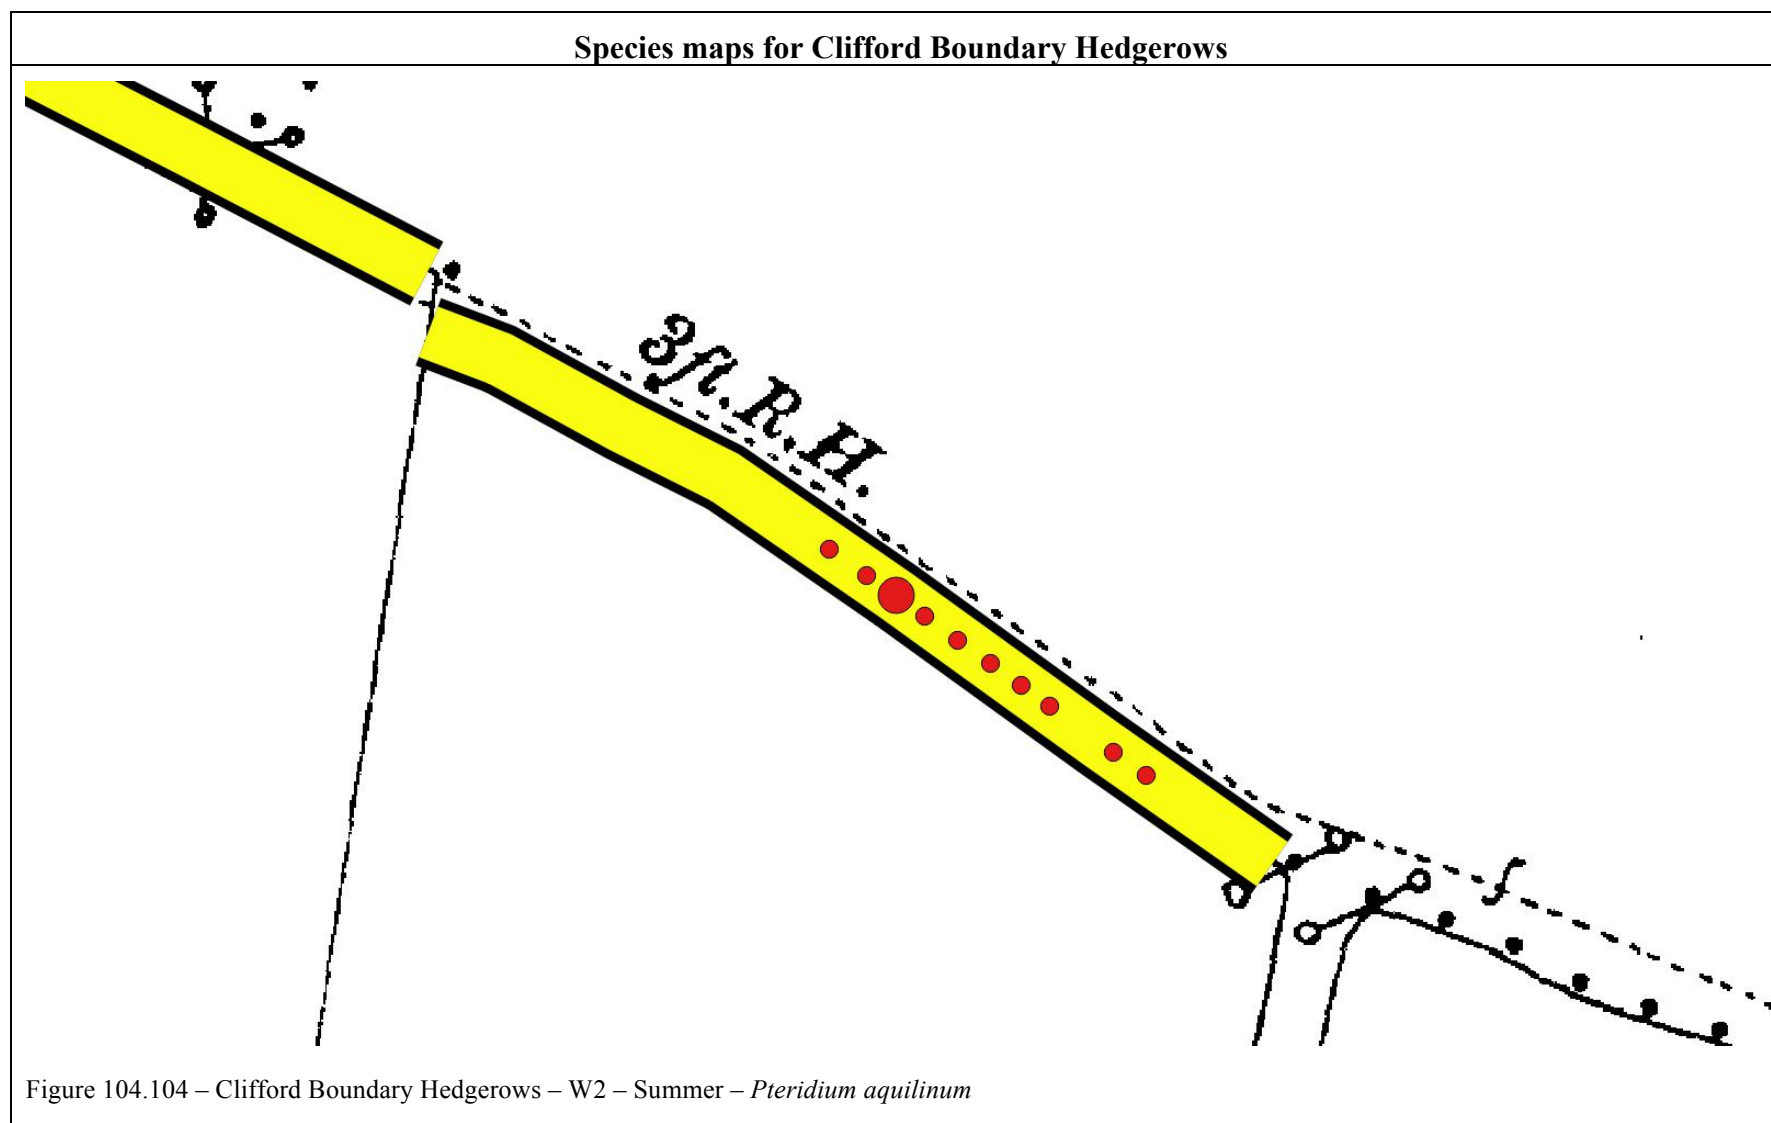 Species maps for Clifford Boundary Hedgerows
3ft. R. H.
f
Figure 104.104 – Clifford Boundary Hedgerows – W2 – Summer – Pteridium aquilinum